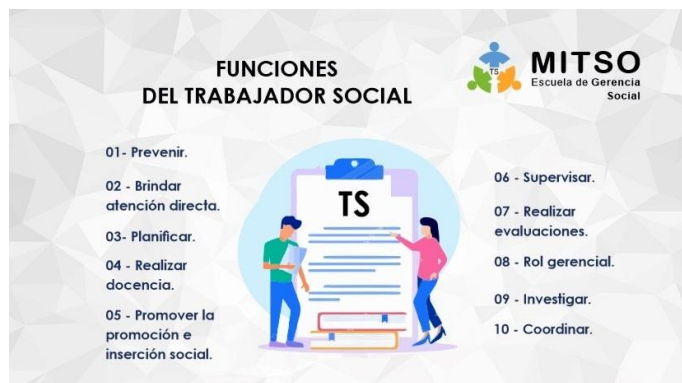 FUNCIONES
DEL TRABAJADOR SOCIAL
TS
MITSO
Escuela de Gerencia
Social
01- Prevenir.
02 - Brindar
atención directa.
03- Planificar.
04 - Realizar
docencia.
05 - Promover la
promoción e
inserción social.
TS
06 - Supervisar.
07 - Realizar
evaluaciones.
08 - Rol gerencial.
09 - Investigar.
10 - Coordinar.